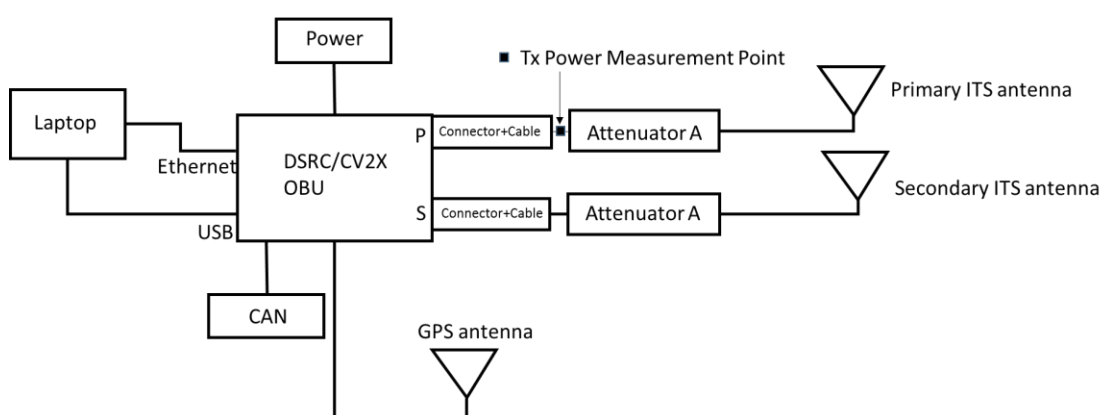 Power
Tx Power Measurement Point
Laptop
Primary ITS antenna
P
Connector+Cable
Attenuator A
Ethernet
DSRC/CV2X
OBU
Secondary ITS antenna
S
Connector+Cable
Attenuator A
USB
CAN
GPS antenna